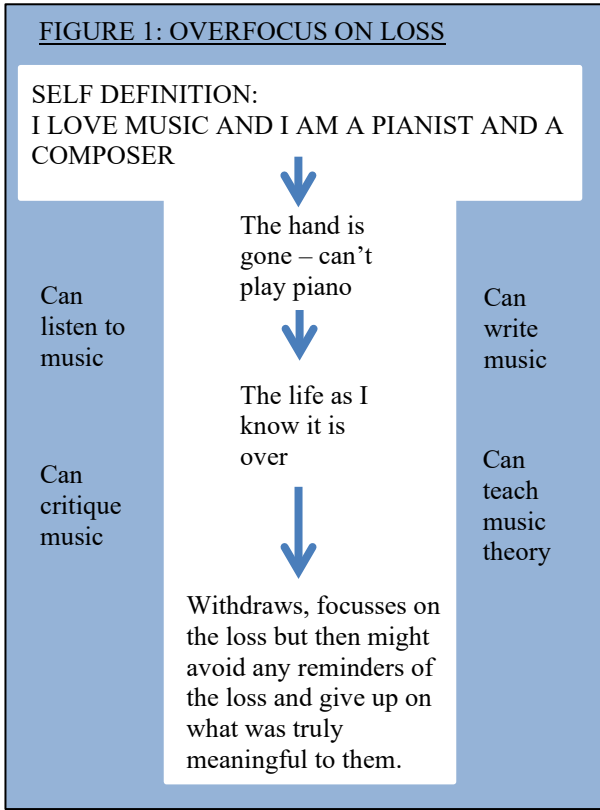 FIGURE 1: OVERFOCUS ON LOSS
SELF DEFINITION:
I LOVE MUSIC AND I AM A PIANIST AND A
COMPOSER
The hand is
gone – can’t
play piano
Can
listen to
music
Can
write
music
The life as I
know it is
over
Can
critique
music
Can
teach
music
theory
Withdraws, focusses on
the loss but then might
avoid any reminders of
the loss and give up on
what was truly
meaningful to them.